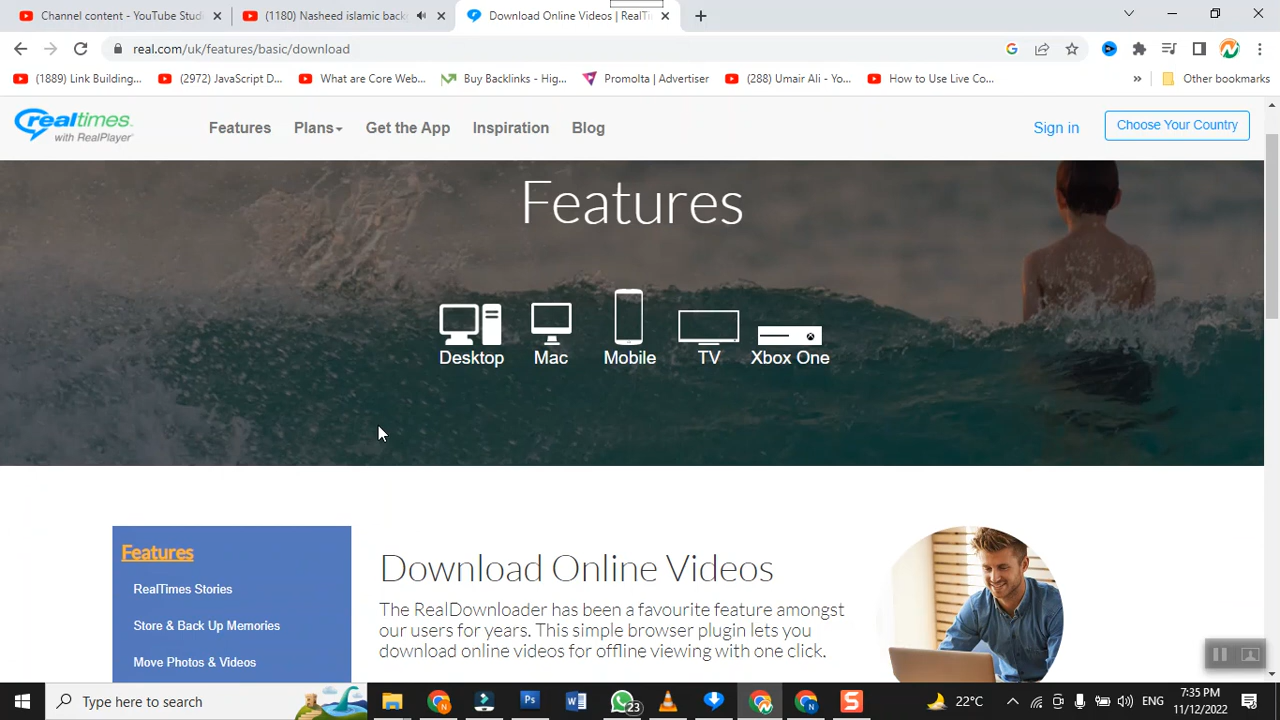 Channel content - YouTube Stud
(1180) Nasheed islamic bas
Download Online Videos | RealT
real.com/uk/features/basic/download
(1889) Link Building...
(2972) JavaScript D...
What are Core Web...
Buy Backlinks - Hig...
Promolta | Advertiser
(288) Umair Ali - Yo...
How to Use Live Co...
Other bookmarks
realtimes
with RealPlayer
Features
Plans
Get the App
Inspiration
Blog
Sign in
Choose Your Country
Features
Desktop
Mac
Mobile
TV
Xbox One
Features
RealTimes Stories
Store & Back Up Memories
Move Photos & Videos
Download Online Videos
The RealDownloader has been a favourite feature amongst
our users for years. This simple browser plugin lets you
download online videos for offline viewing with one click.
Type here to search
Ps
W
23
N
N
S
22°C
ENG
7:35 PM
11/12/2022